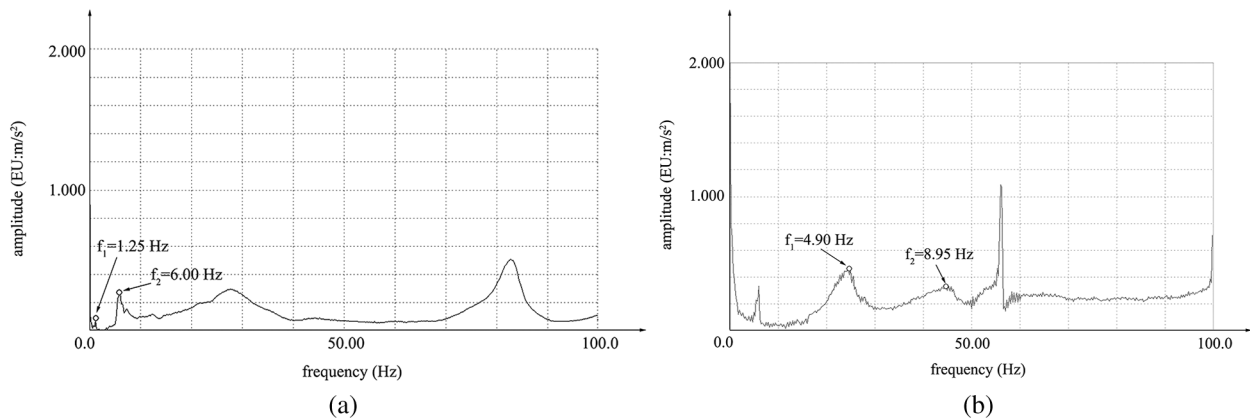 2.000
1.000
0.0
50.00
100.0
amplitude (EU:m/s²)
frequency (Hz)
f₁=1.25 Hz
f₂=6.00 Hz
(a)
2.000
1.000
0.0
50.00
100.0
amplitude (EU:m/s²)
frequency (Hz)
f₁=4.90 Hz
f₂=8.95 Hz
(b)